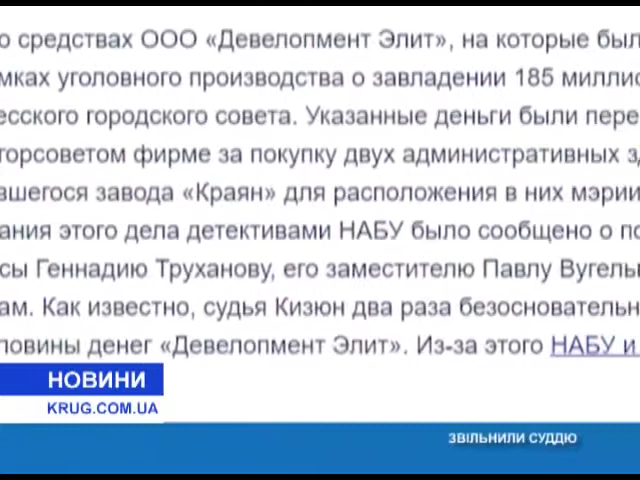 о средствах ООО «Девелопмент Элит», на которые был
мках уголовного производства о завладении 185 миллис
есского городского совета. Указанные деньги были пере
горсоветом фирме за покупку двух административных з
вшегося завода «Краян» для расположения в них мэрии
ания этого дела детективами НАБУ было сообщено о по
сы Геннадию Труханову, его заместителю Павлу Вугель
ам. Как известно, судья Кизюн два раза безосновательн
ловины денег «Девелопмент Элит». Из-за этого НАБУ и
НОВИНИ
KRUG.COM.UA
ЗВІЛЬНИЛИ СУДДЮ